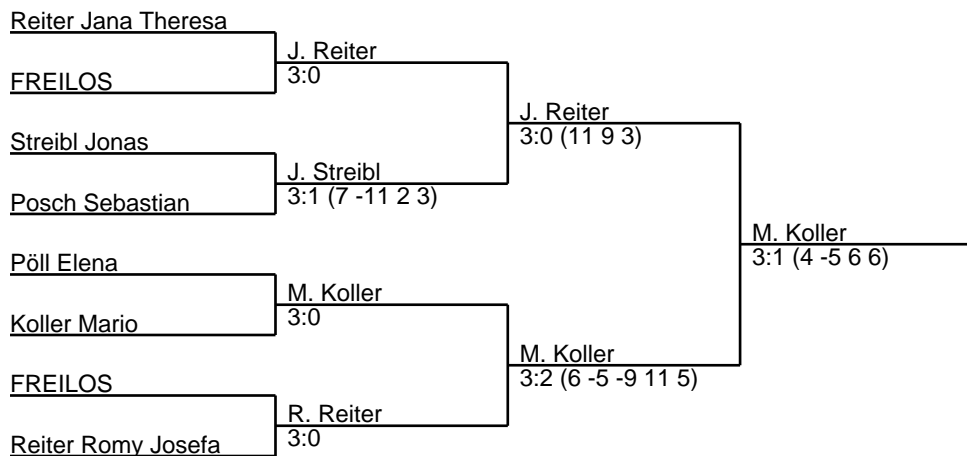 Reiter Jana Theresa
FREILOS
Streibl Jonas
Posch Sebastian
Pöll Elena
Koller Mario
FREILOS
Reiter Romy Josefa
J. Reiter
3:0
J. Streibl
3:1 (7 -11 2 3)
M. Koller
3:0
R. Reiter
3:0
J. Reiter
3:0 (11 9 3)
M. Koller
3:2 (6 -5 -9 11 5)
M. Koller
3:1 (4 -5 6 6)